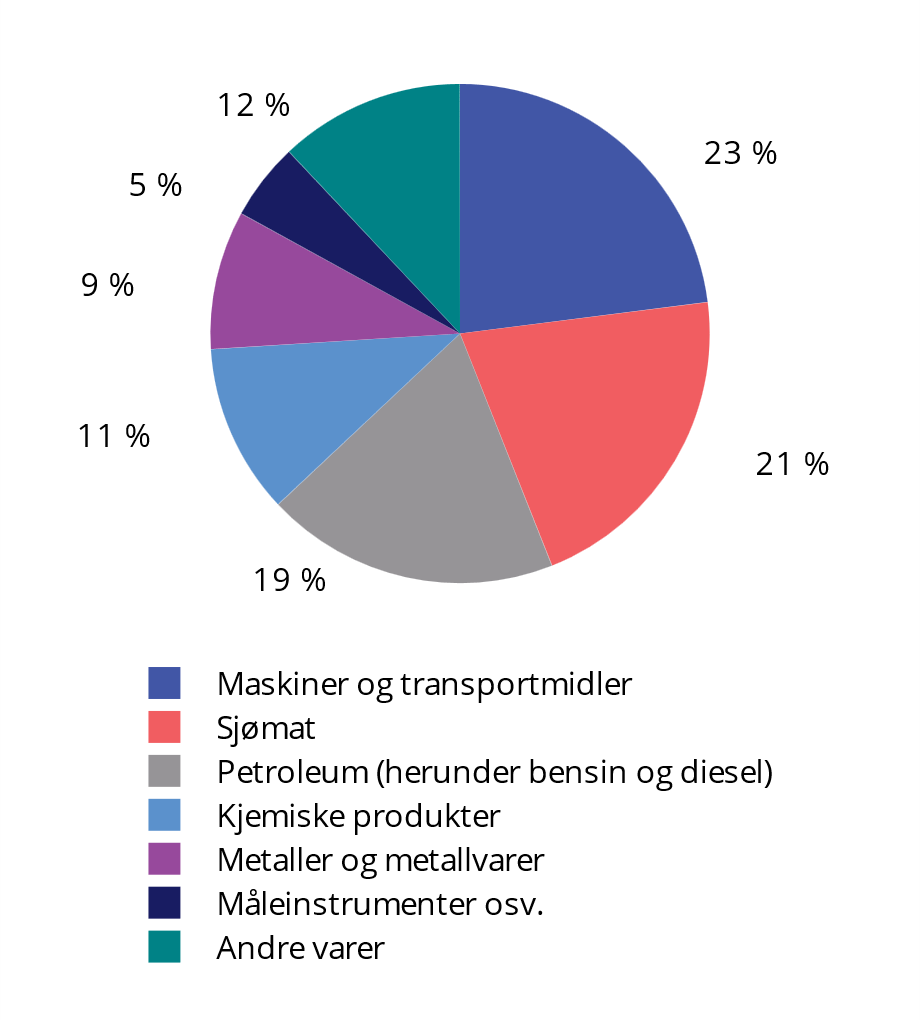 12 %
23 %
5 %
9 %
11 %
21 %
19 %
Maskiner og transportmidler
Sjømat
Petroleum (herunder bensin og diesel)
Kjemiske produkter
Metaller og metallvarer
Måleinstrumenter osv.
Andre varer